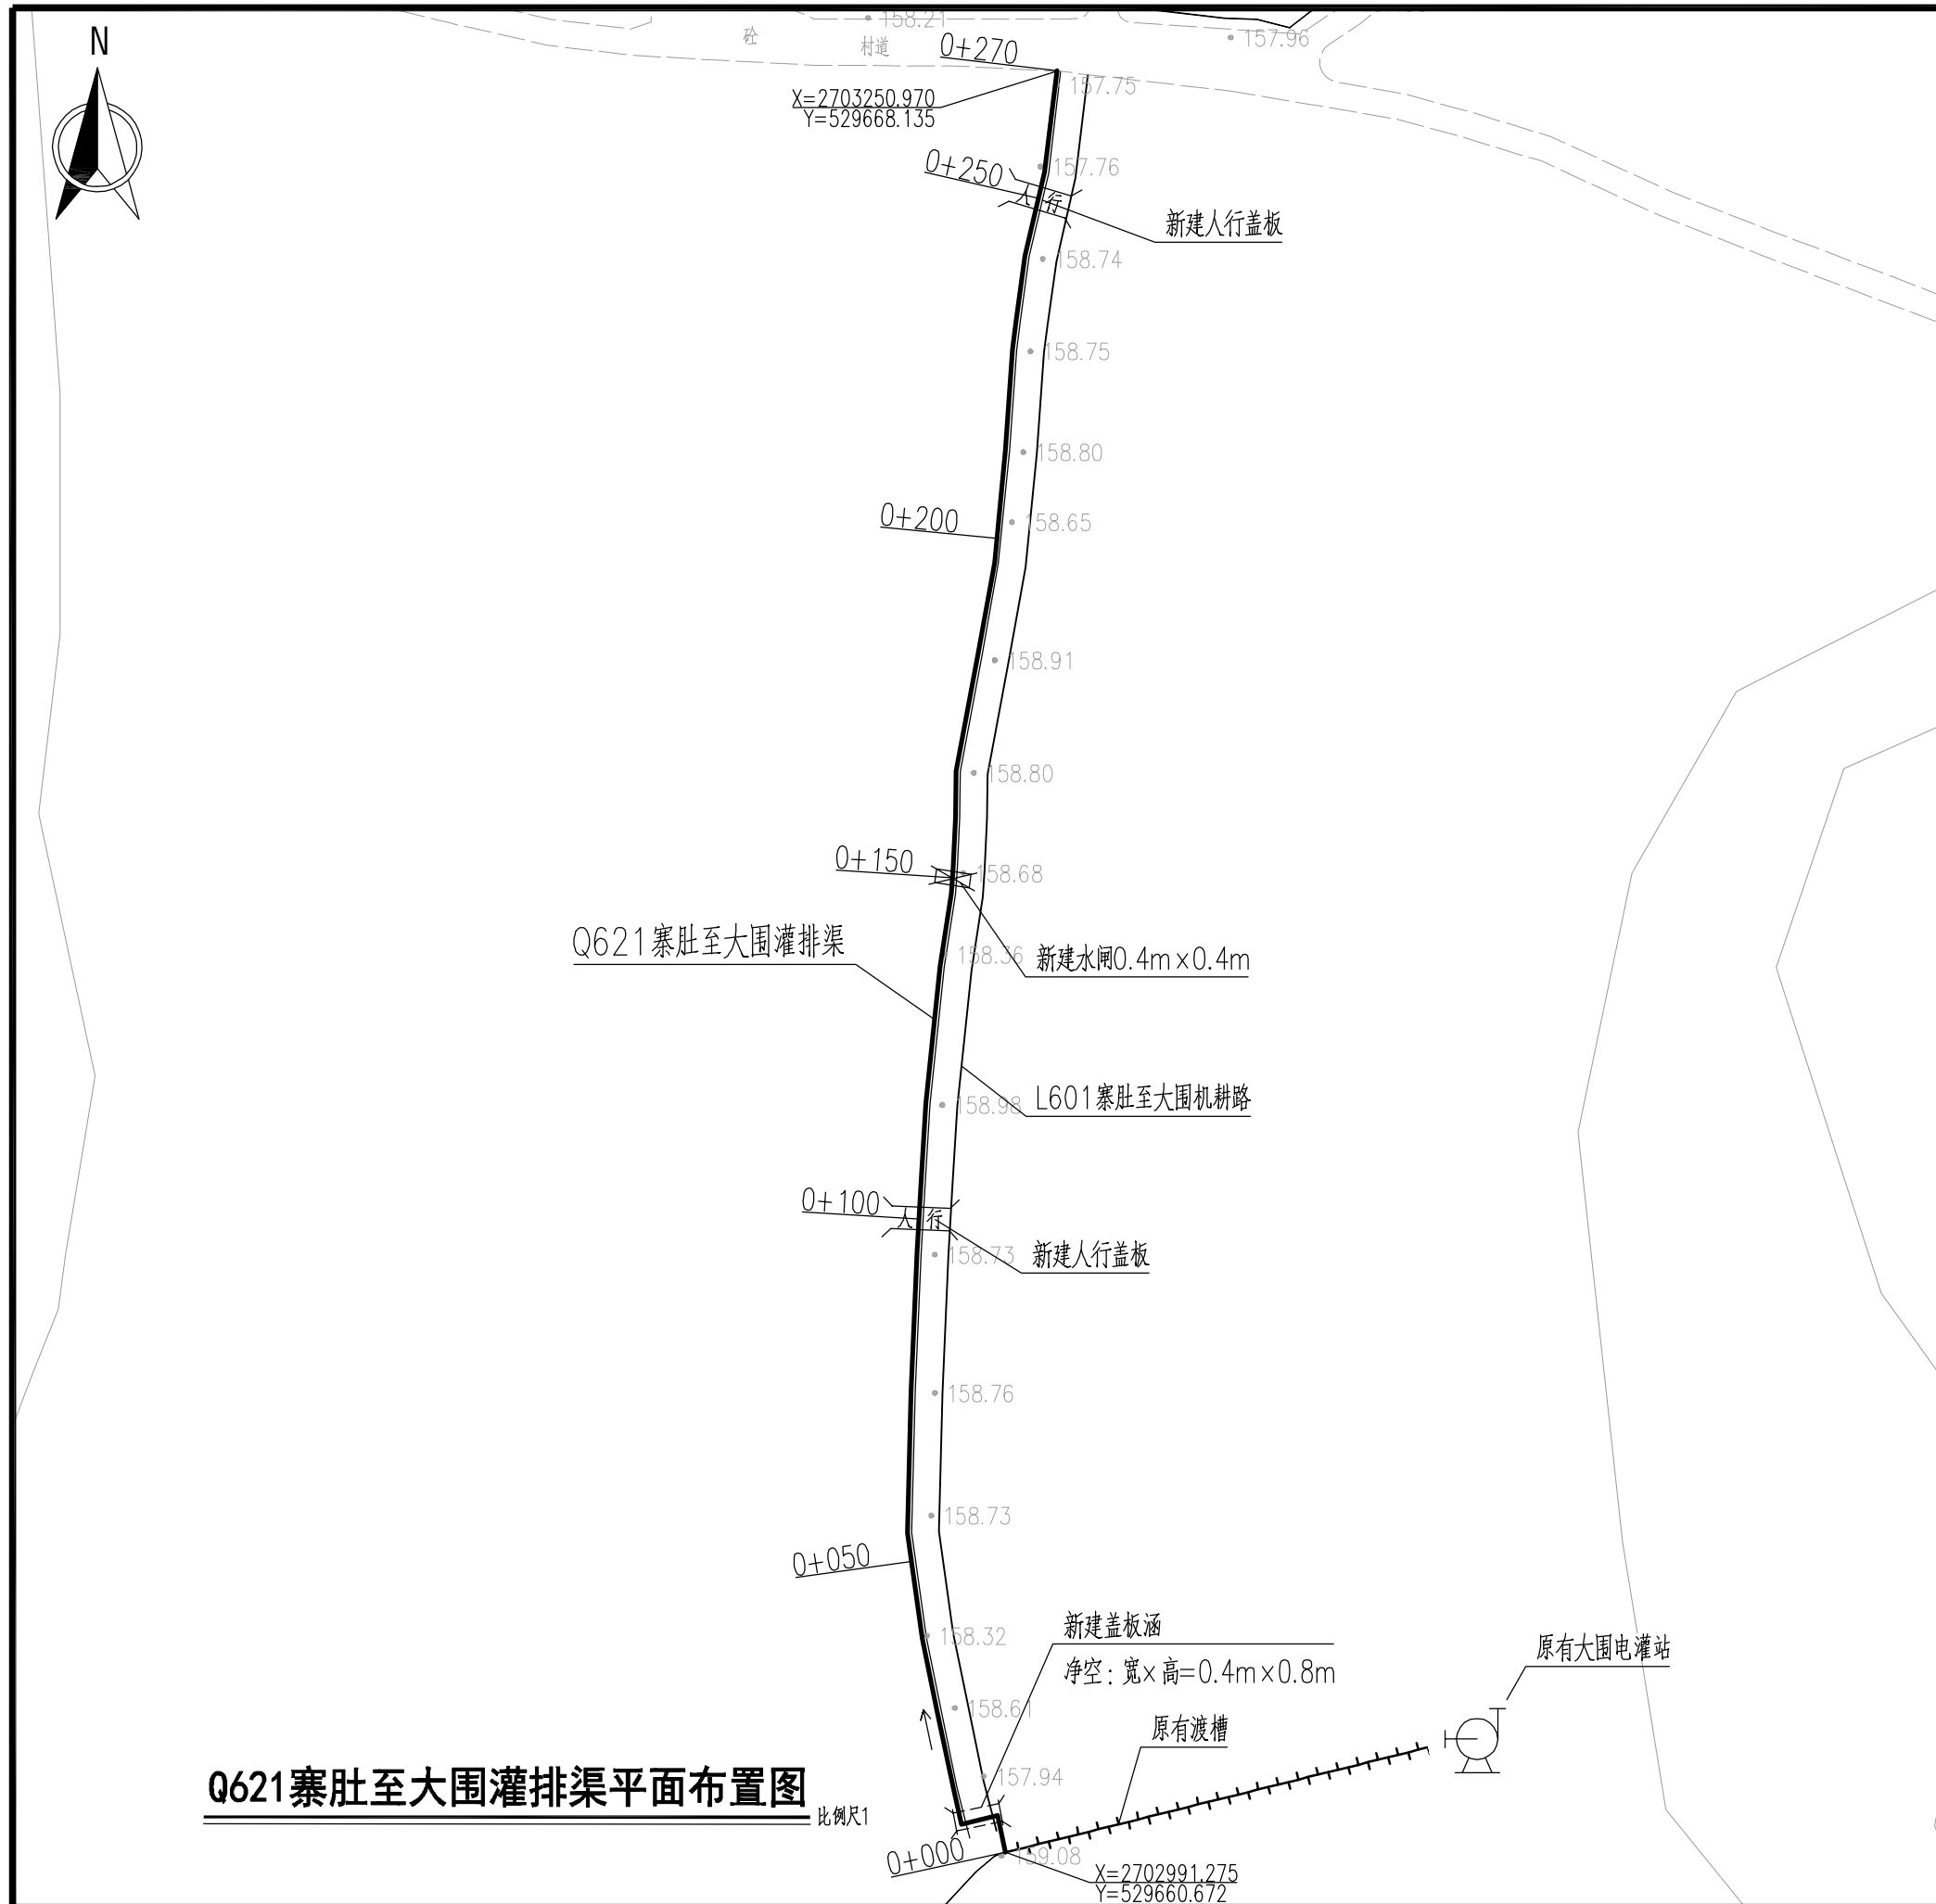 N
158.21
砼
村道
157.96
0+270
157.75
X=2703250.970
Y=529668.135
157.76
0+250
人 行
新建人行盖板
158.74
158.75
158.80
0+200
158.65
158.91
158.80
0+150
158.68
Q621寨肚至大围灌排渠
158.36
新建水闸0.4m×0.4m
L601寨肚至大围机耕路
158.98
0+100
人 行
158.73
新建人行盖板
158.76
158.73
0+050
158.32
新建盖板涵
净空: 宽×高=0.4m×0.8m
原有大围电灌站
158.61
原有渡槽
157.94
Q621寨肚至大围灌排渠平面布置图
比例尺1
0+000
159.08
X=2702991.275
Y=529660.672